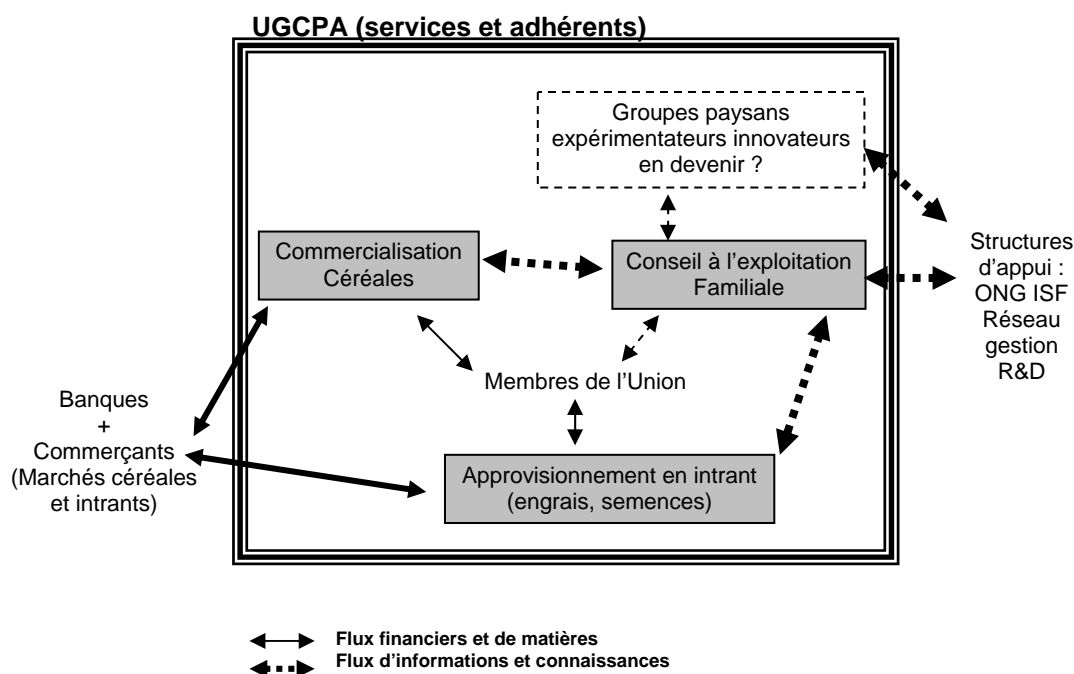 UGCPA (services et adhérents)
Groupes paysans
expérimentateurs innovateurs
en devenir ?
Commercialisation
Céréales
Conseil à l'exploitation
Familiale
Structures
d'appui :
ONG ISF
Réseau
gestion
R&D
Membres de l'Union
Banques
+
Commerçants
(Marchés céréales
et intrants)
Approvisionnement en intrant
(engrais, semences)
Flux financiers et de matières
Flux d'informations et connaissances